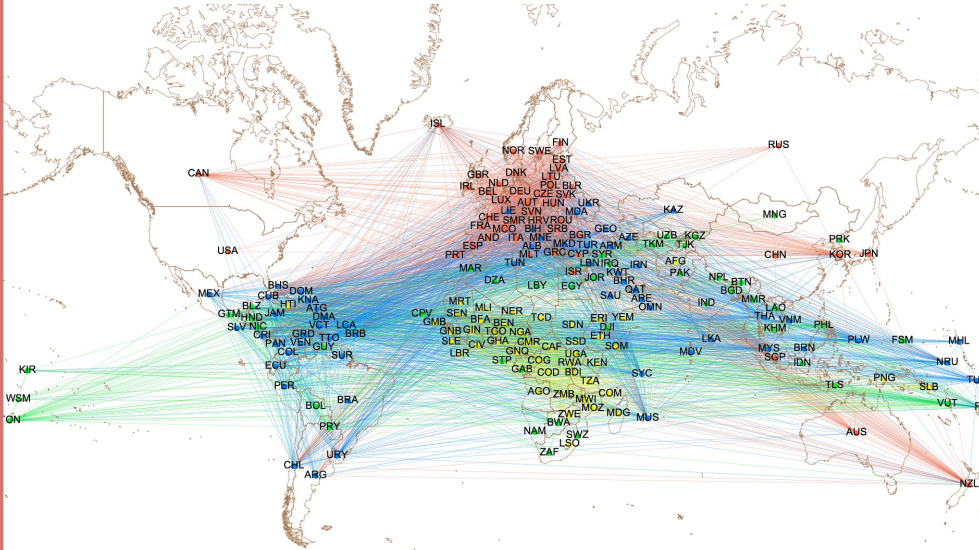 ISL
FIN
NOR SWE
RUS
EST
LVA
CAN
GBR
DNK
LTU
NLD
IRL
BEL
DEU
POL BLR
CZE SVK
LUX
AUT HUN
UKR
LIE SVN
MDA
KAZ
MNG
CHE
SMR HRV ROU
FRA
MCO
BIH SRB
GEO
AND ITA MNE
BGR
AZE
UZB KGZ
PRK
USA
ESP
ALB
MKD TUR ARM
TKM TJK
PRT
MLT GRC CYP SYR
CHN
KOR JPN
TUN
LBN IRQ
IRN
AFG
MAR
ISR
KWT
PAK
NPL
DZA
JOR
BHR
BTN
LBY
EGY
QAT
BGD
MEX
BHS
DOM
SAU
ARE
IND
MMR
CUB
KNA
HTI
OMN
LAO
BLZ
ATG
MRT
MLI
NER
GTM
HND
JAM
DMA
CPV
SEN
TCD
ERI YEM
THA
VNM
PHL
SLV NIC
VCT LCA
GMB
BFA BEN
SDN
DJI
KHM
CRI
GRD
TTO
BRB
GNB GIN TGO NGA
ETH
LKA
PLW
FSM
MHL
PAN VEN
GUY
SLE
CIV GHA CMR CAF SSD
SOM
MDV
MYS BRN
COL
SUR
LBR
GNQ
UGA
SGP
IDN
NRU
ECU
STP COG RWA KEN
KIR
GAB COD BDI
SYC
PNG
TU
PER
TZA
TLS
SLB
WSM
BRA
AGO ZMB
COM
BOL
MWI
VUT
F
ON
MOZ MDG
MUS
ZWE
PRY
BWA
NAM
SWZ
AUS
LSO
URY
ZAF
CHL
ARG
NZL